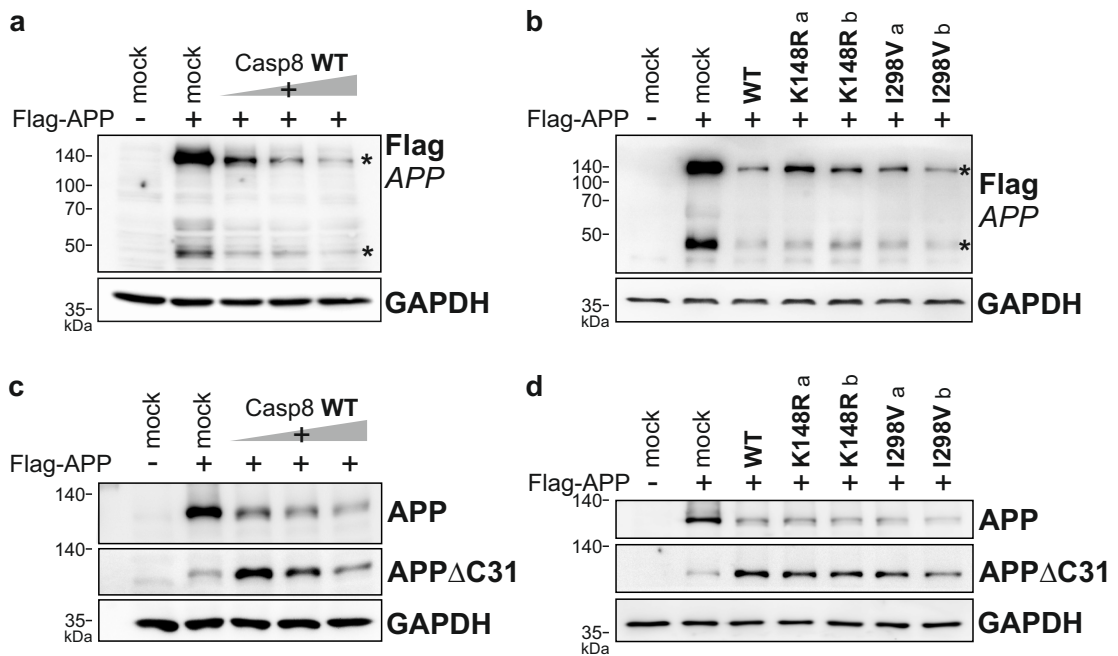 a
mock
mock
Casp8 WT
+
Flag-APP - + + + +
140-
100-
70-
50-
*
*
Flag
APP
35-
kDa
GAPDH
b
mock
mock
WT
K148R a
K148R b
I298V a
I298V b
Flag-APP - + + + + + +
140-
100-
70-
50-
*
*
Flag
APP
35-
kDa
GAPDH
c
mock
mock
Casp8 WT
+
Flag-APP - + + + +
140-
APP
140-
APPΔC31
35-
kDa
GAPDH
d
mock
mock
WT
K148R a
K148R b
I298V a
I298V b
Flag-APP - + + + + + +
140-
APP
140-
APPΔC31
35-
kDa
GAPDH